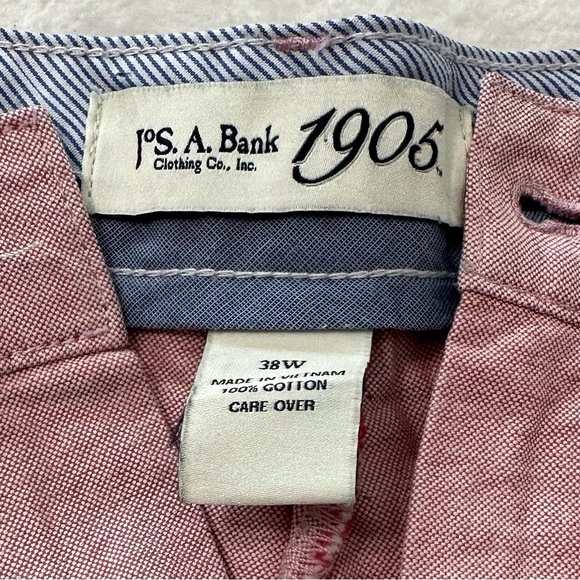 JoS. A. Bank 1905
Clothing Co., Inc.
38W
MADE IN VIETNAM
100% COTTON
CARE OVER